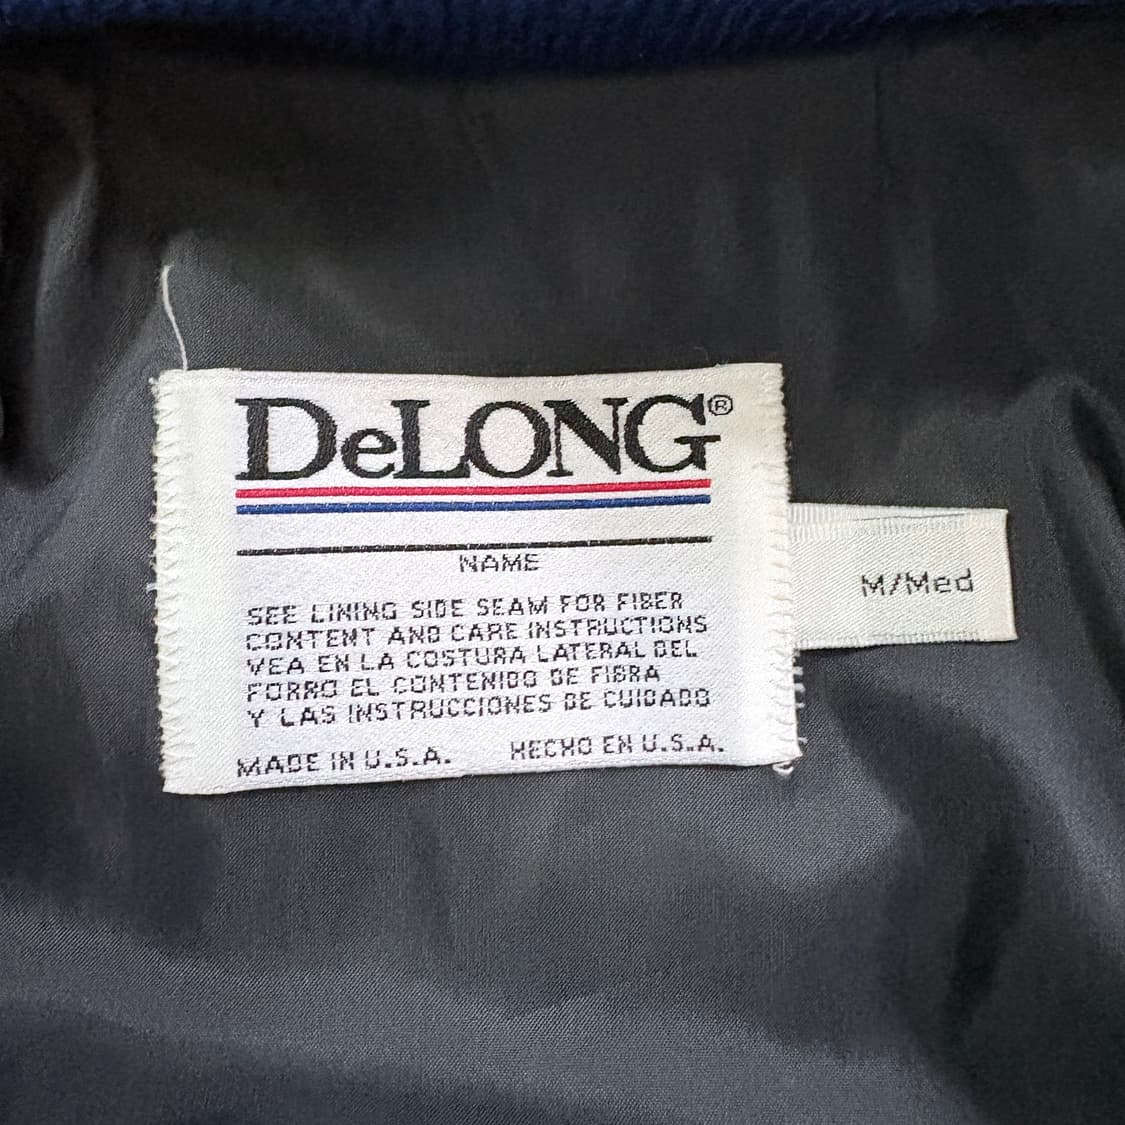 DeLONG®
NAME
SEE LINING SIDE SEAM FOR FIBER
CONTENT AND CARE INSTRUCTIONS
VEA EN LA COSTURA LATERAL DEL
FORRO EL CONTENIDO DE FIBRA
Y LAS INSTRUCCIONES DE CUIDADO
MADE IN U.S.A. HECHO EN U.S.A.
M/Med